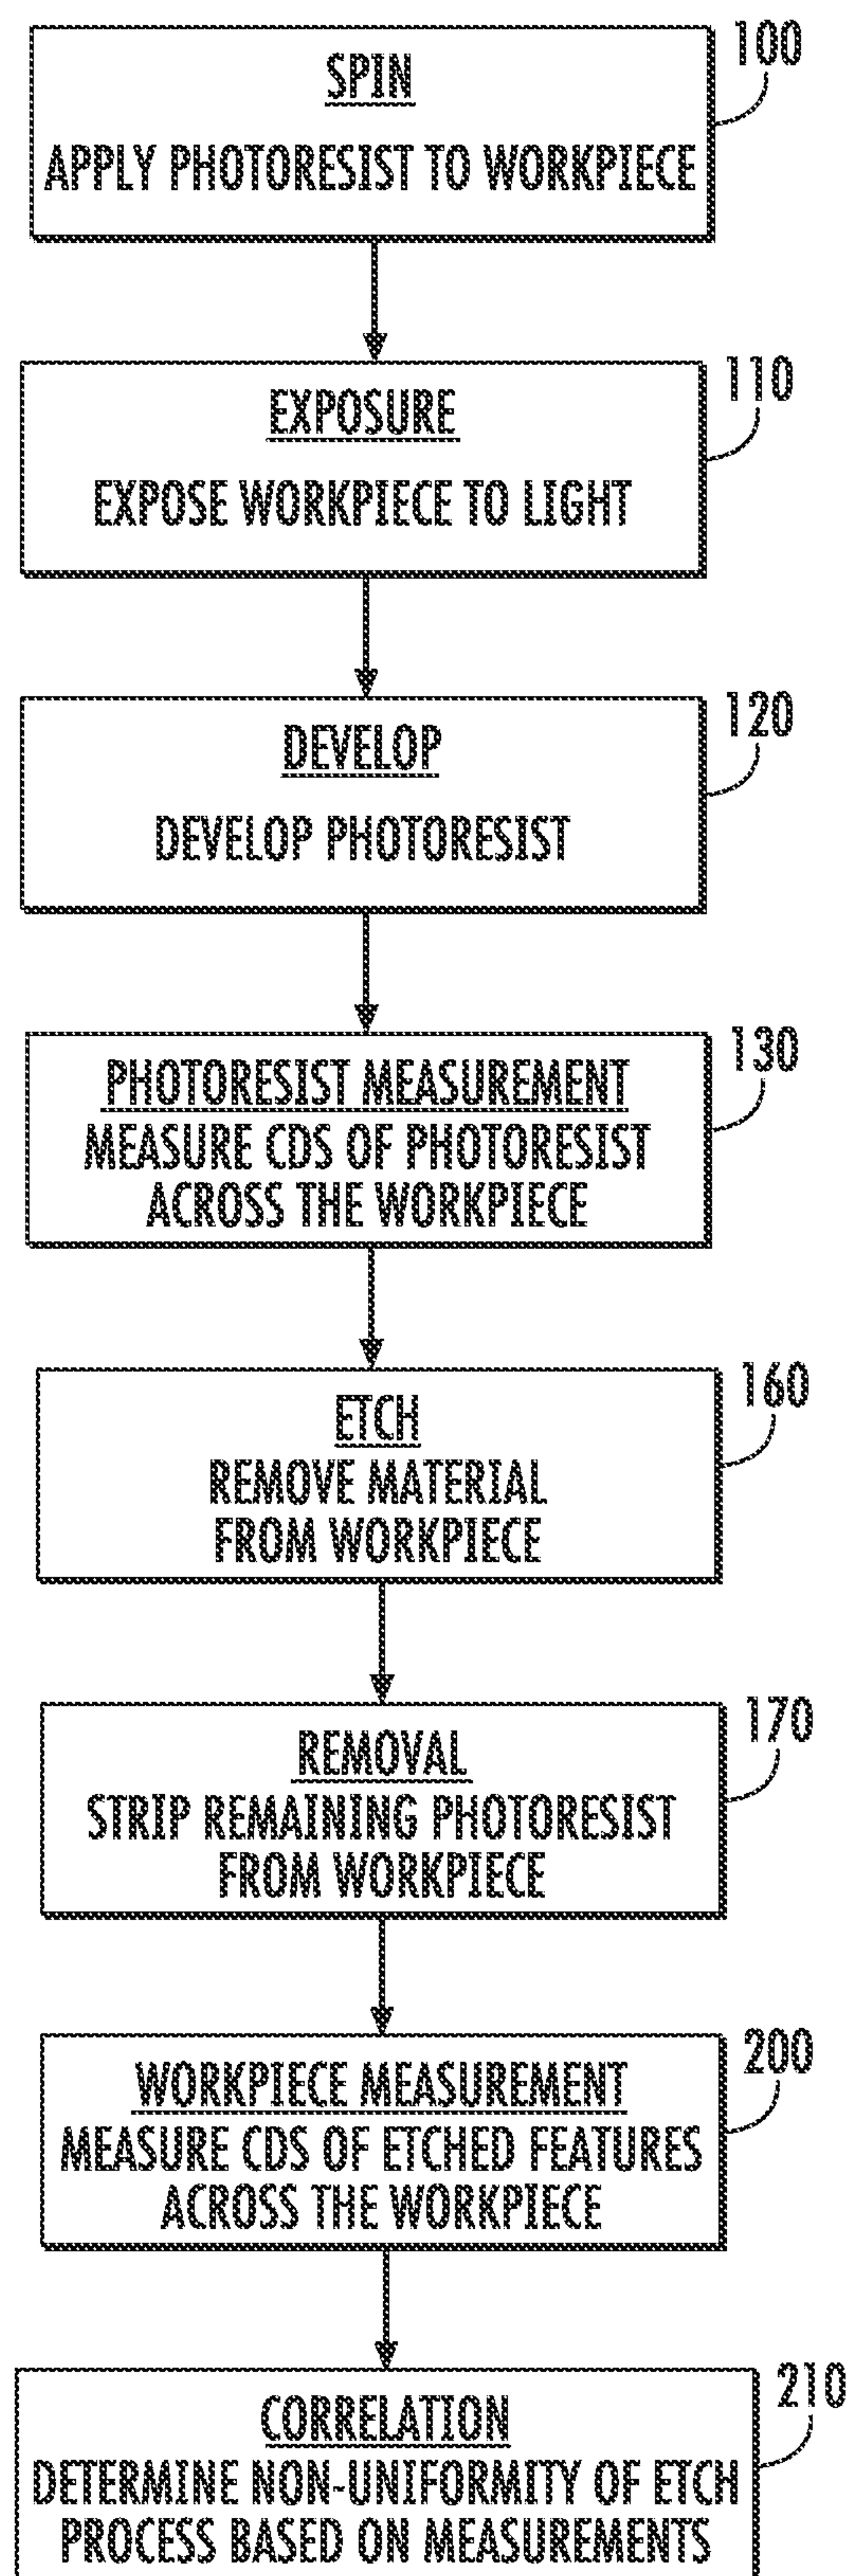 SPIN
APPLY PHOTORESIST TO WORKPIECE
100
EXPOSURE
EXPOSE WORKPIECE TO LIGHT
110
DEVELOP
DEVELOP PHOTORESIST
120
PHOTORESIST MEASUREMENT
MEASURE CDS OF PHOTORESIST
ACROSS THE WORKPIECE
130
ETCH
REMOVE MATERIAL
FROM WORKPIECE
160
REMOVAL
STRIP REMAINING PHOTORESIST
FROM WORKPIECE
170
WORKPIECE MEASUREMENT
MEASURE CDS OF ETCHED FEATURES
ACROSS THE WORKPIECE
200
CORRELATION
DETERMINE NON-UNIFORMITY OF ETCH
PROCESS BASED ON MEASUREMENTS
210